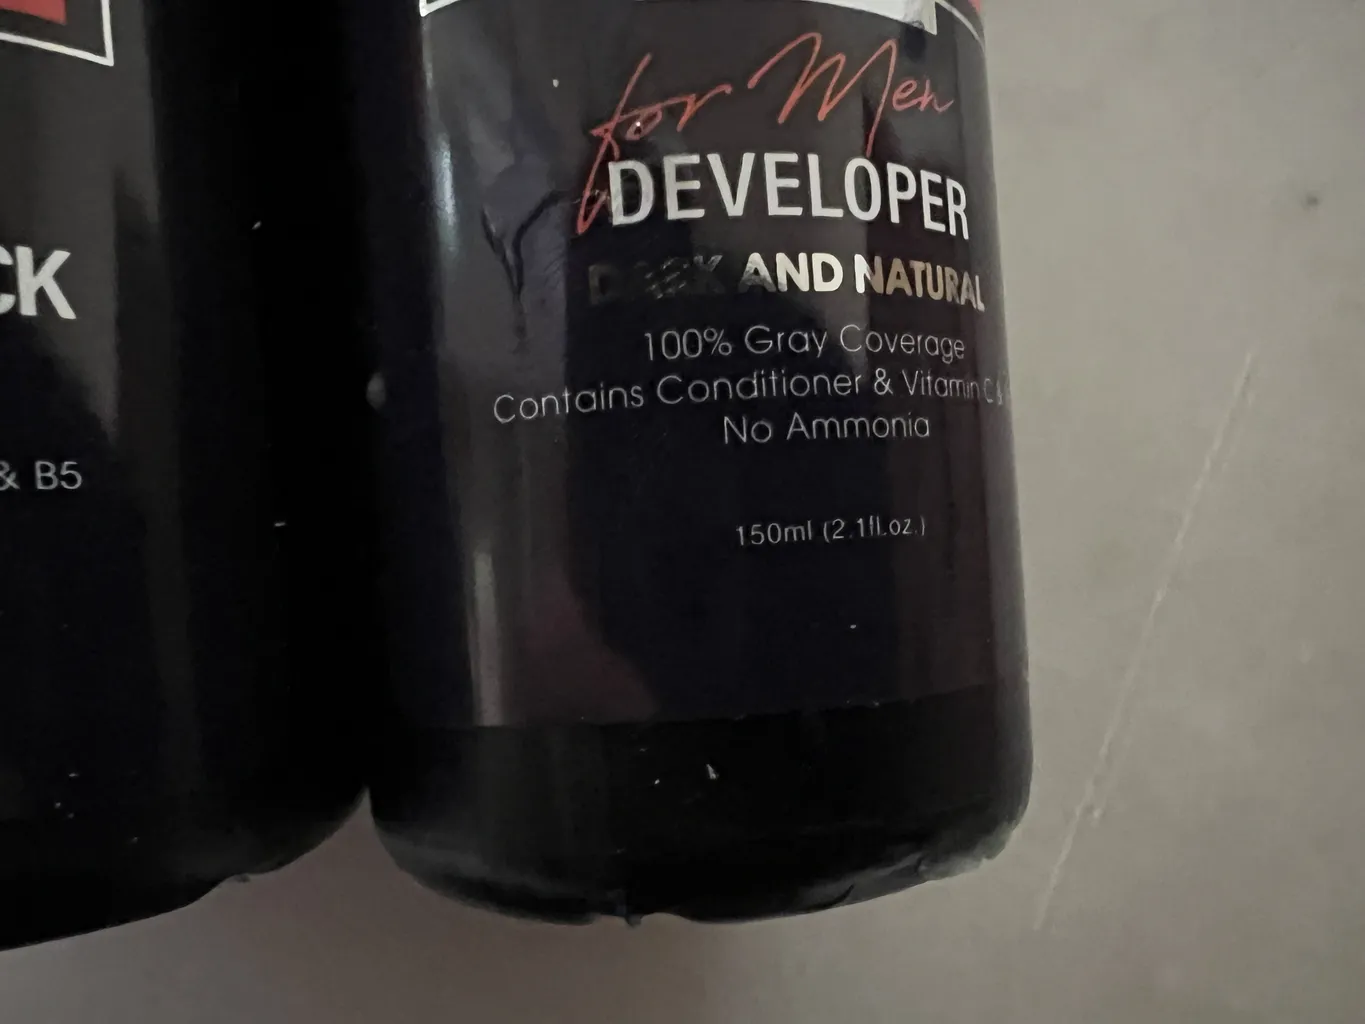 for Men
DEVELOPER
DARK AND NATURAL
100% Gray Coverage
Contains Conditioner & Vitamin C &
No Ammonia
150ml (2.1fl.oz.)
CK
& B5